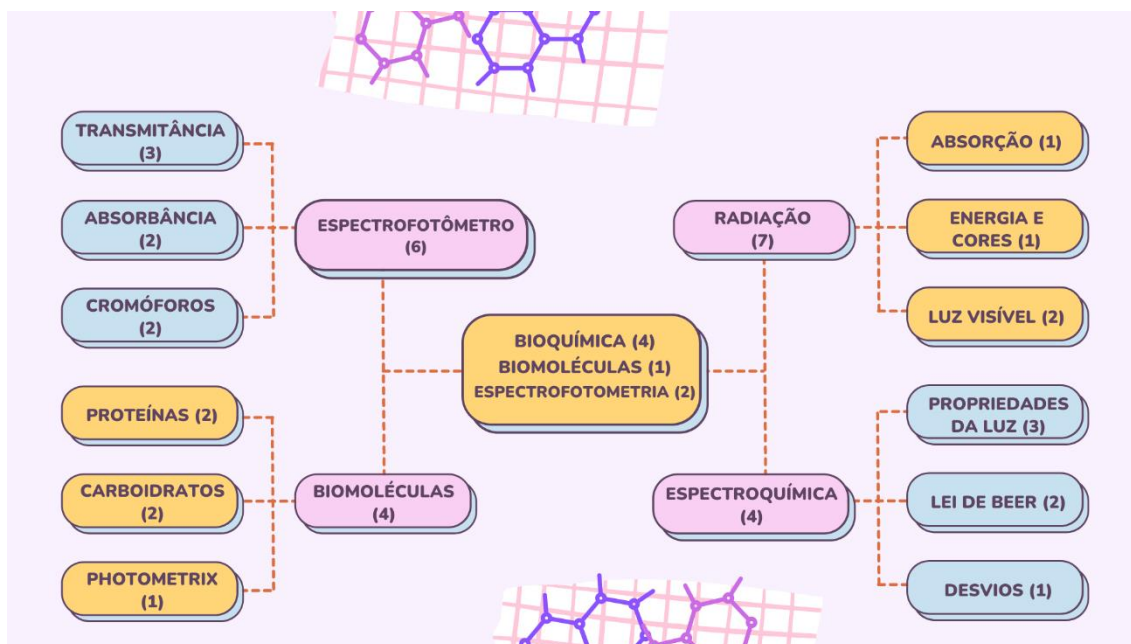 TRANSMITÂNCIA
(3)
ABSORBÂNCIA
(2)
CROMÓFOROS
(2)
ESPECTROFOTÔMETRO
(6)
PROTEÍNAS (2)
CARBOIDRATOS
(2)
PHOTOMETRIX
(1)
BIOMOLÉCULAS
(4)
BIOQUÍMICA (4)
BIOMOLÉCULAS (1)
ESPECTROFOTOMETRIA (2)
RADIAÇÃO
(7)
ABSORÇÃO (1)
ENERGIA E
CORES (1)
LUZ VISÍVEL (2)
ESPECTROQUÍMICA
(4)
PROPRIEDADES
DA LUZ (3)
LEI DE BEER (2)
DESVIOS (1)